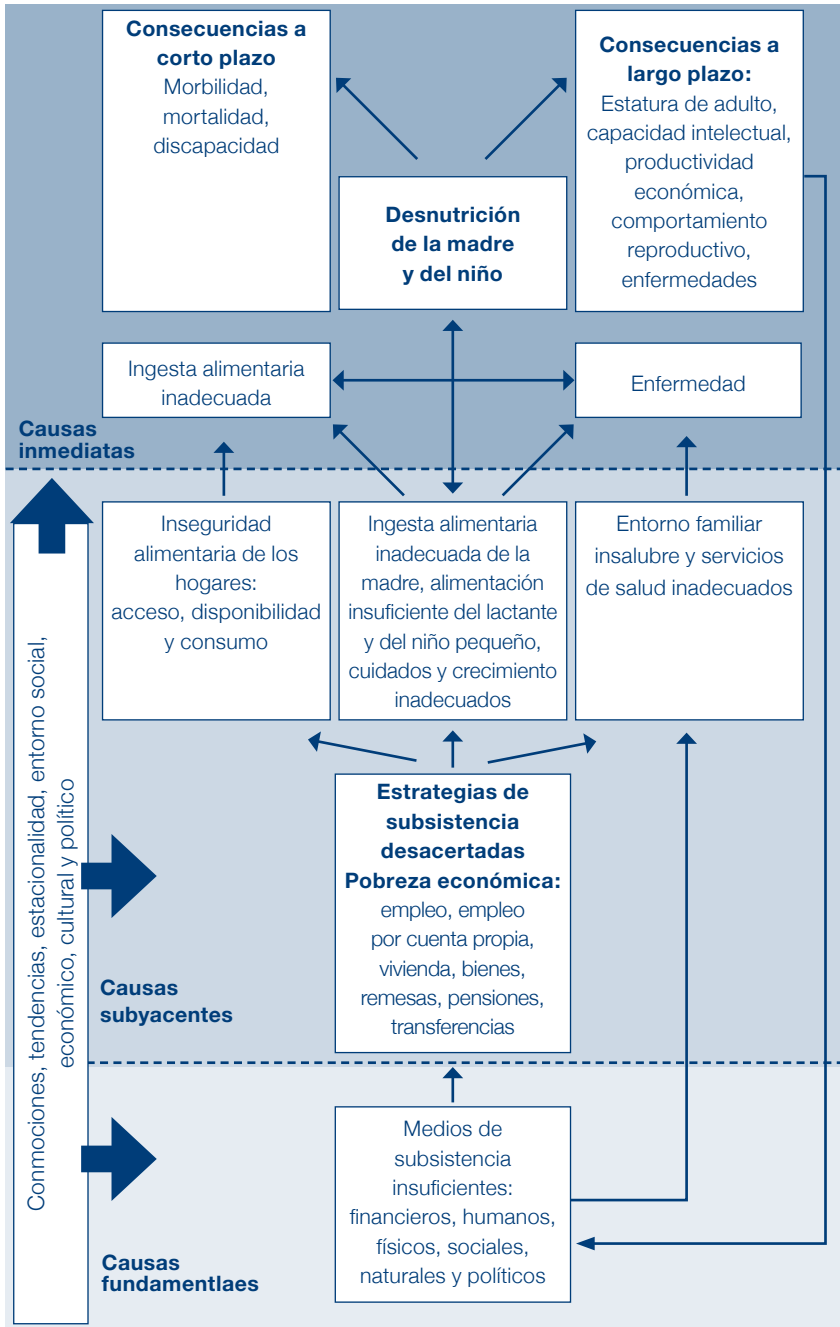 Consecuencias a
corto plazo
Morbilidad,
mortalidad,
discapacidad
Consecuencias a
largo plazo:
Estatura de adulto,
capacidad intelectual,
productividad
económica,
comportamiento
reproductivo,
enfermedades
Desnutrición
de la madre
y del niño
Ingesta alimentaria
inadecuada
Enfermedad
Causas
inmediatas
Inseguridad
alimentaria de los
hogares:
acceso, disponibilidad
y consumo
Ingesta alimentaria
inadecuada de la
madre, alimentación
insuficiente del lactante
y del niño pequeño,
cuidados y crecimiento
inadecuados
Entorno familiar
insalubre y servicios
de salud inadecuados
Conmociones, tendencias, estacionalidad, entorno social,
económico, cultural y político
Estrategias de
subsistencia
desacertadas
Pobreza económica:
empleo, empleo
por cuenta propia,
vivienda, bienes,
remesas, pensiones,
transferencias
Causas
subyacentes
Medios de
subsistencia
insuficientes:
financieros, humanos,
físicos, sociales,
naturales y políticos
Causas
fundamentlaes